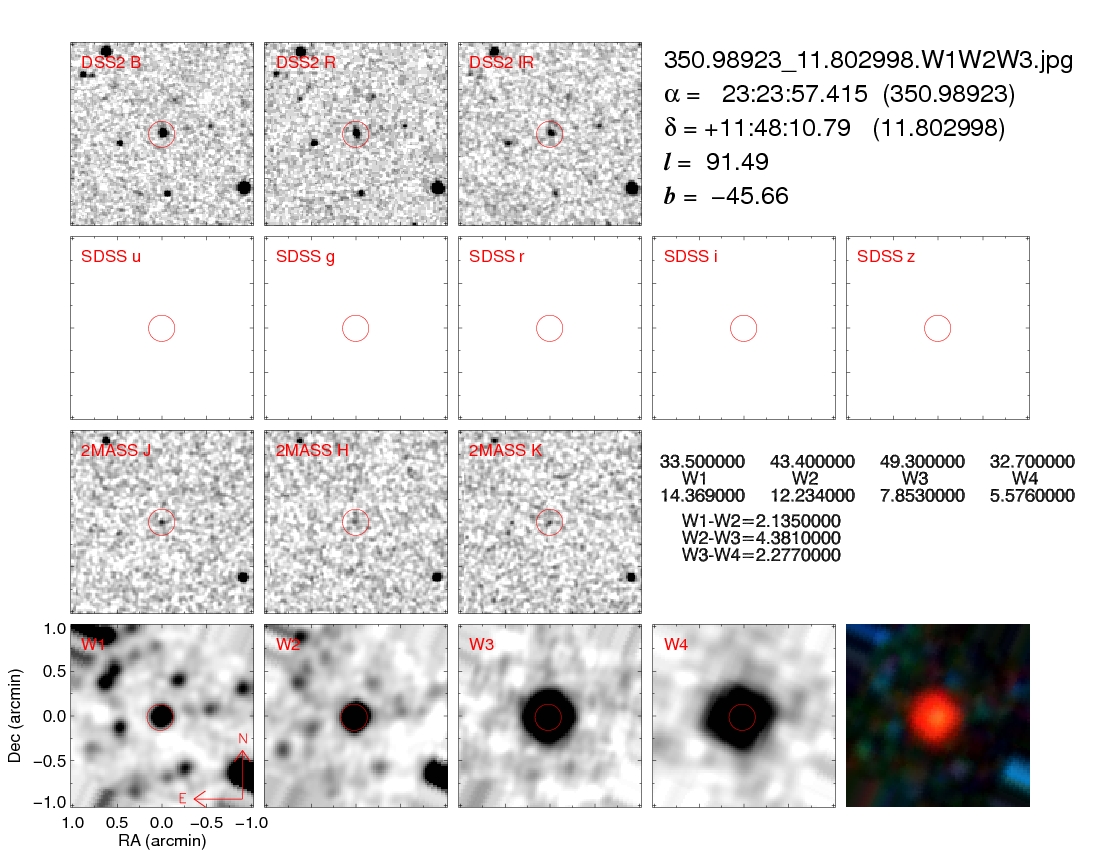 DSS2 B
DSS2 R
DSS2 IR
350.98923_11.802998.W1W2W3.jpg
α = 23:23:57.415 (350.98923)
δ = +11:48:10.79 (11.802998)
l = 91.49
b = −45.66
SDSS u
SDSS g
SDSS r
SDSS i
SDSS z
2MASS J
2MASS H
2MASS K
33.500000 43.400000 49.300000 32.700000
W1 W2 W3 W4
14.369000 12.234000 7.8530000 5.5760000
W1-W2=2.1350000
W2-W3=4.3810000
W3-W4=2.2770000
W1
W2
W3
W4
1.0
0.5
0.0
−0.5
−1.0
Dec (arcmin)
N
E
1.0 0.5 0.0 −0.5 −1.0
RA (arcmin)